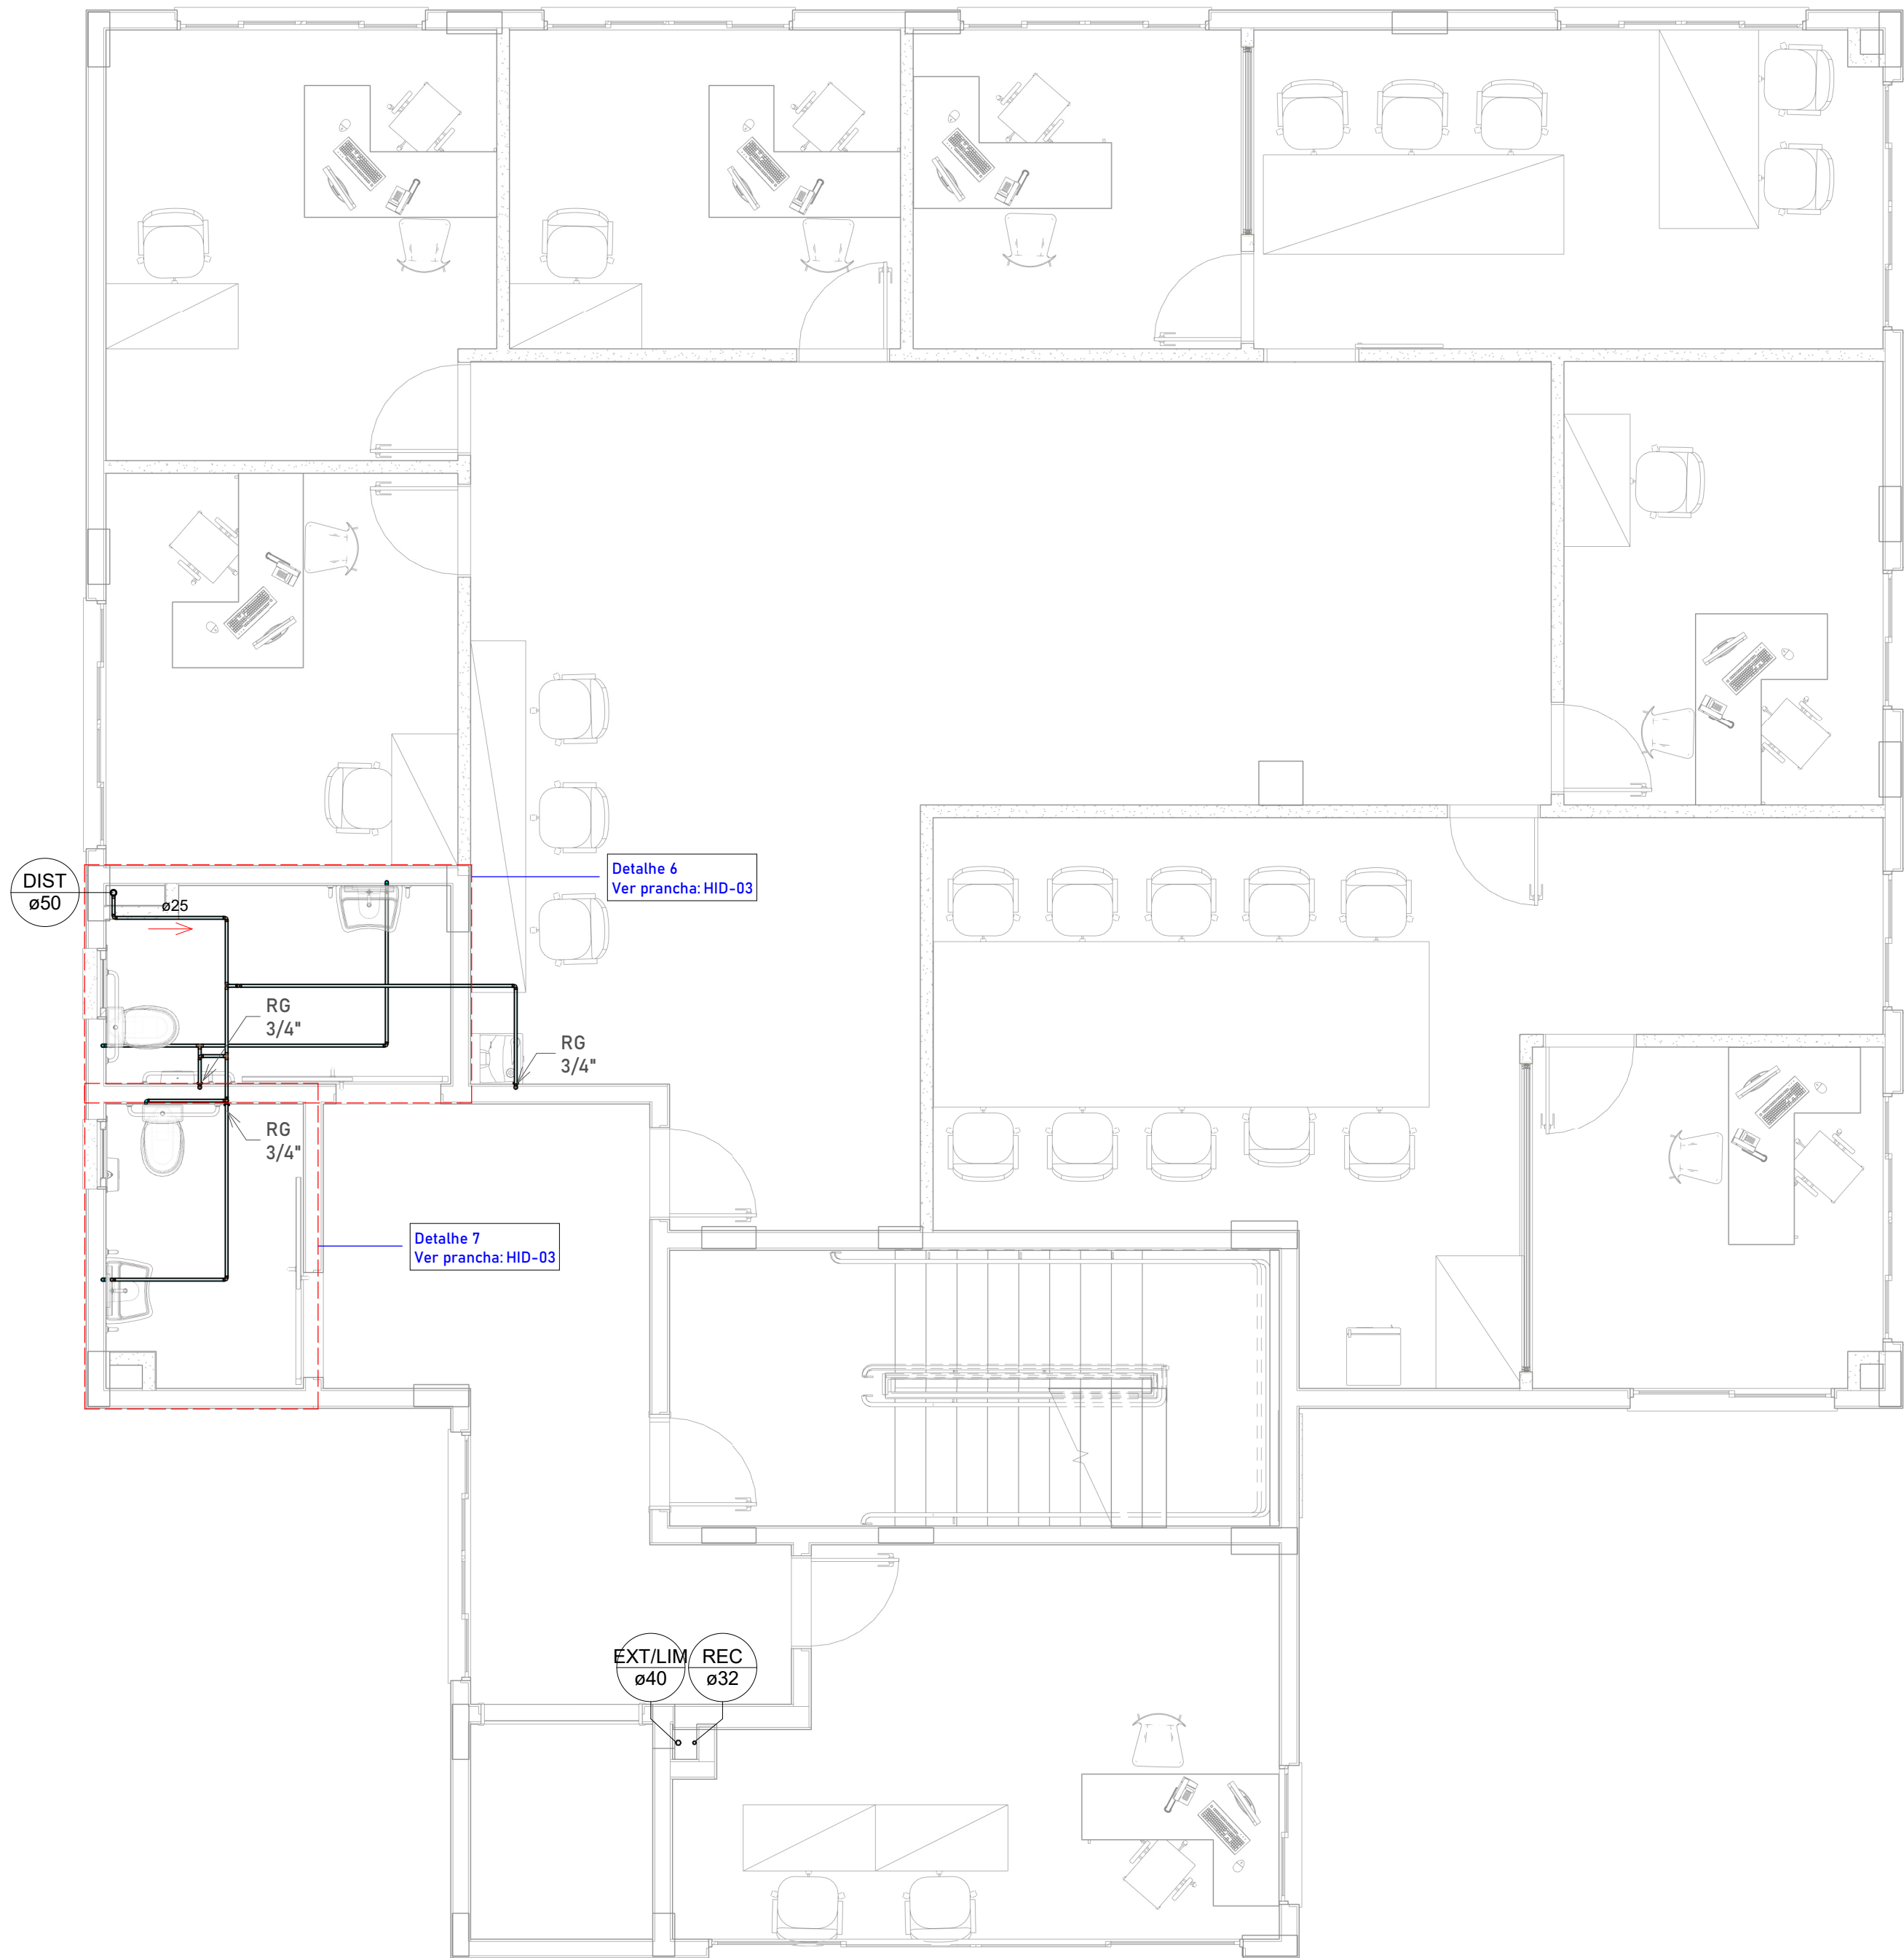 Detalhe 6
Ver prancha: HID-03
DIST
ø50
ø25
RG
3/4"
RG
3/4"
RG
3/4"
Detalhe 7
Ver prancha: HID-03
EXT/LIM
ø40
REC
ø32